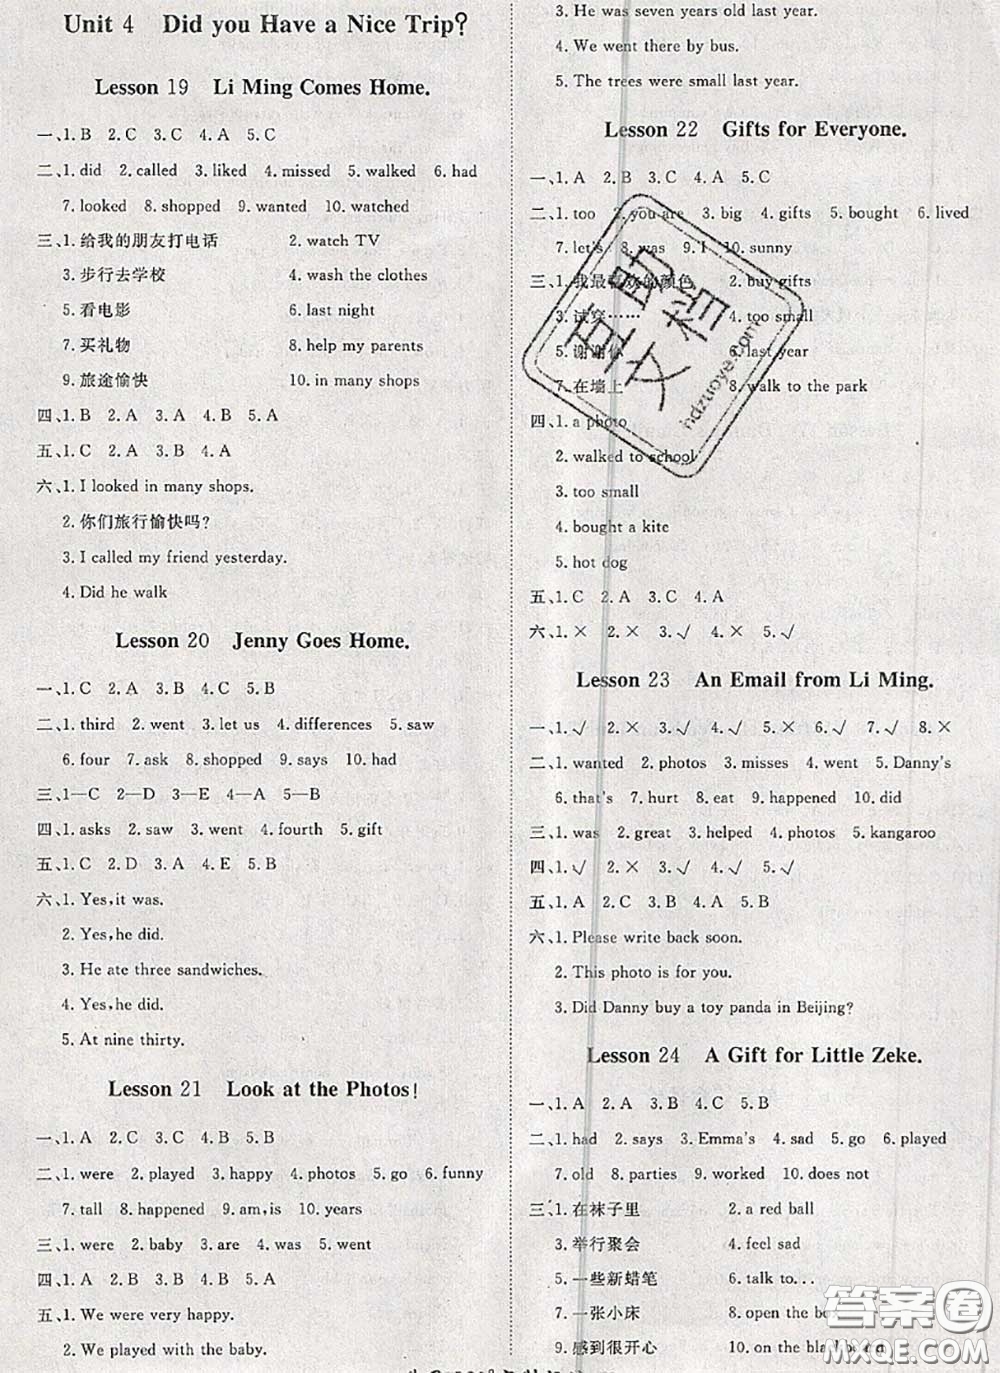 Unit 4 Did you Have a Nice Trip?
Lesson 19 Li Ming Comes Home.
一、1. B 2. C 3. C 4. A 5. C
二、1. did 2. called 3. liked 4. missed 5. walked 6. had
7. looked 8. shopped 9. wanted 10. watched
三、1. 给我的朋友打电话 2. watch TV
3. 步行去学校 4. wash the clothes
5. 看电影 6. last night
7. 买礼物 8. help my parents
9. 旅途愉快 10. in many shops
四、1. B 2. A 3. A 4. B 5. A
五、1. C 2. B 3. B 4. A
六、1. I looked in many shops.
2. 你们旅行愉快吗?
3. I called my friend yesterday.
4. Did he walk
Lesson 20 Jenny Goes Home.
一、1. C 2. A 3. B 4. C 5. B
二、1. third 2. went 3. let us 4. differences 5. saw
6. four 7. ask 8. shopped 9. says 10. had
三、1—C 2—D 3—E 4—A 5—B
四、1. asks 2. saw 3. went 4. fourth 5. gift
五、1. C 2. D 3. A 4. E 5. B
六、1. Yes, it was.
2. Yes, he did.
3. He ate three sandwiches.
4. Yes, he did.
5. At nine thirty.
Lesson 21 Look at the Photos!
一、1. A 2. C 3. C 4. B 5. B
二、1. were 2. played 3. happy 4. photos 5. go 6. funny
7. tall 8. happened 9. am, is 10. years
三、1. were 2. baby 3. are 4. was 5. went
四、1. A 2. B 3. A 4. B 5. A
五、1. We were very happy.
2. We played with the baby.
3. He was seven years old last year.
4. We went there by bus.
5. The trees were small last year.
Lesson 22 Gifts for Everyone.
一、1. A 2. B 3. A 4. B 5. C
二、1. too 2. you are 3. big 4. gifts 5. bought 6. lived
7. let's 8. was 9. I 10. sunny
三、1. 我最喜欢的颜色 2. buy gifts
3. 试穿…… 4. too small
5. 谢谢你 6. last year
7. 在墙上 8. walk to the park
四、1. a photo
2. walked to school
3. too small
4. bought a kite
5. hot dog
五、1. C 2. A 3. C 4. A
六、1. × 2. × 3. √ 4. × 5. √
Lesson 23 An Email from Li Ming.
一、1. √ 2. × 3. √ 4. √ 5. × 6. √ 7. √ 8. ×
二、1. wanted 2. photos 3. misses 4. went 5. Danny's
6. that's 7. hurt 8. eat 9. happened 10. did
三、1. was 2. great 3. helped 4. photos 5. kangaroo
四、1. √ 2. × 3. √ 4. √ 5. ×
五、1. A 2. C 3. C 4. A 5. B
六、1. Please write back soon.
2. This photo is for you.
3. Did Danny buy a toy panda in Beijing?
Lesson 24 A Gift for Little Zeke.
一、1. A 2. A 3. B 4. B 5. B
二、1. had 2. says 3. Emma's 4. sad 5. go 6. played
7. old 8. parties 9. worked 10. does not
三、1. 在袜子里 2. a red ball
3. 举行聚会 4. feel sad
5. 一些新蜡笔 6. talk to...
7. 一张小床 8. open the
9. 感到很开心 10. on the blackboard
作业帮助
hdzuoye.com
答案圈
MXQE.COM